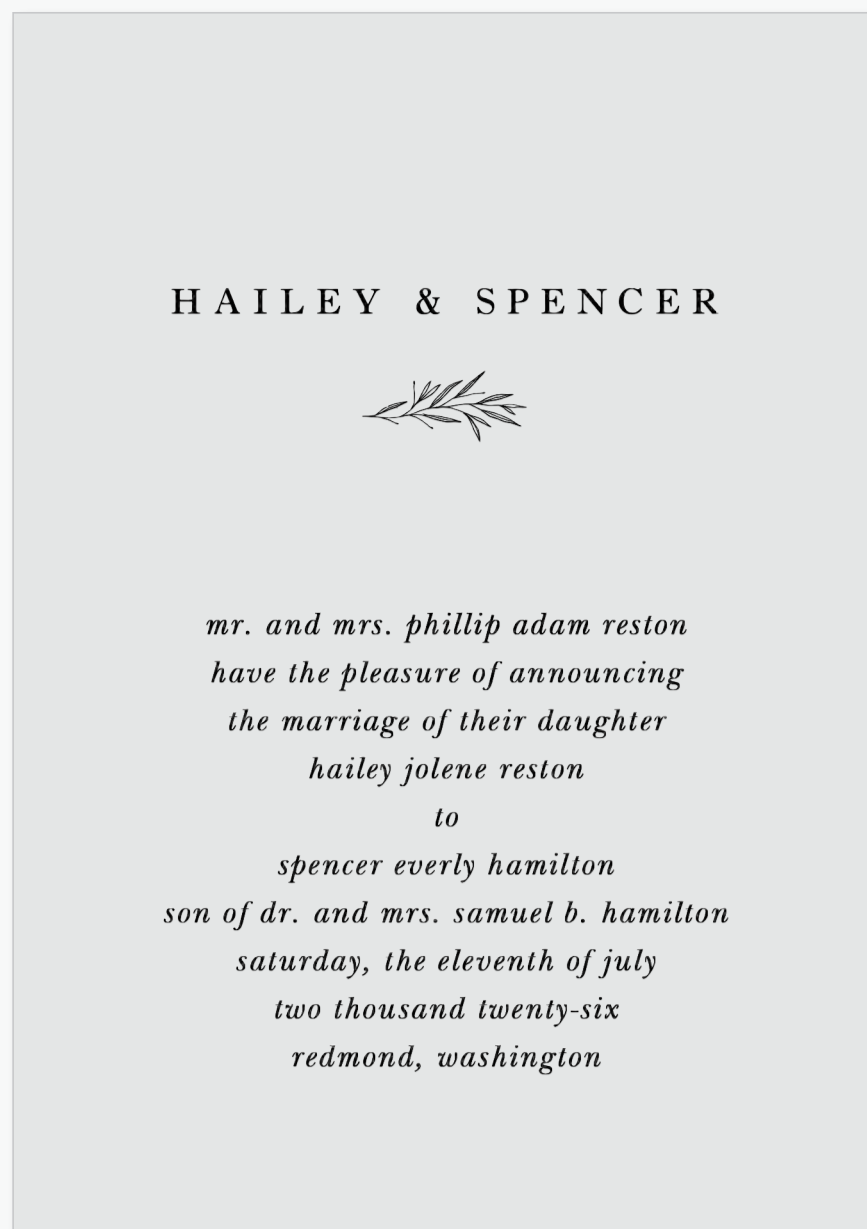 HAILEY & SPENCER
mr. and mrs. phillip adam reston
have the pleasure of announcing
the marriage of their daughter
hailey jolene reston
to
spencer everly hamilton
son of dr. and mrs. samuel b. hamilton
saturday, the eleventh of july
two thousand twenty-six
redmond, washington